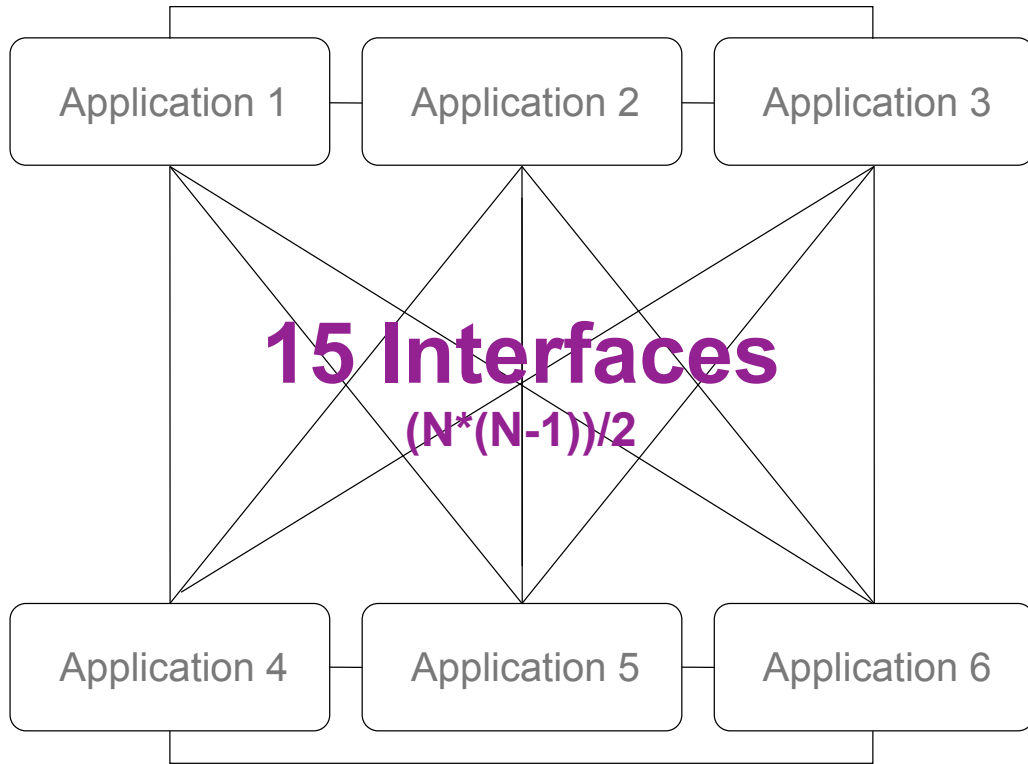 Application 1
Application 2
Application 3
15 Interfaces
(N*(N-1))/2
Application 4
Application 5
Application 6